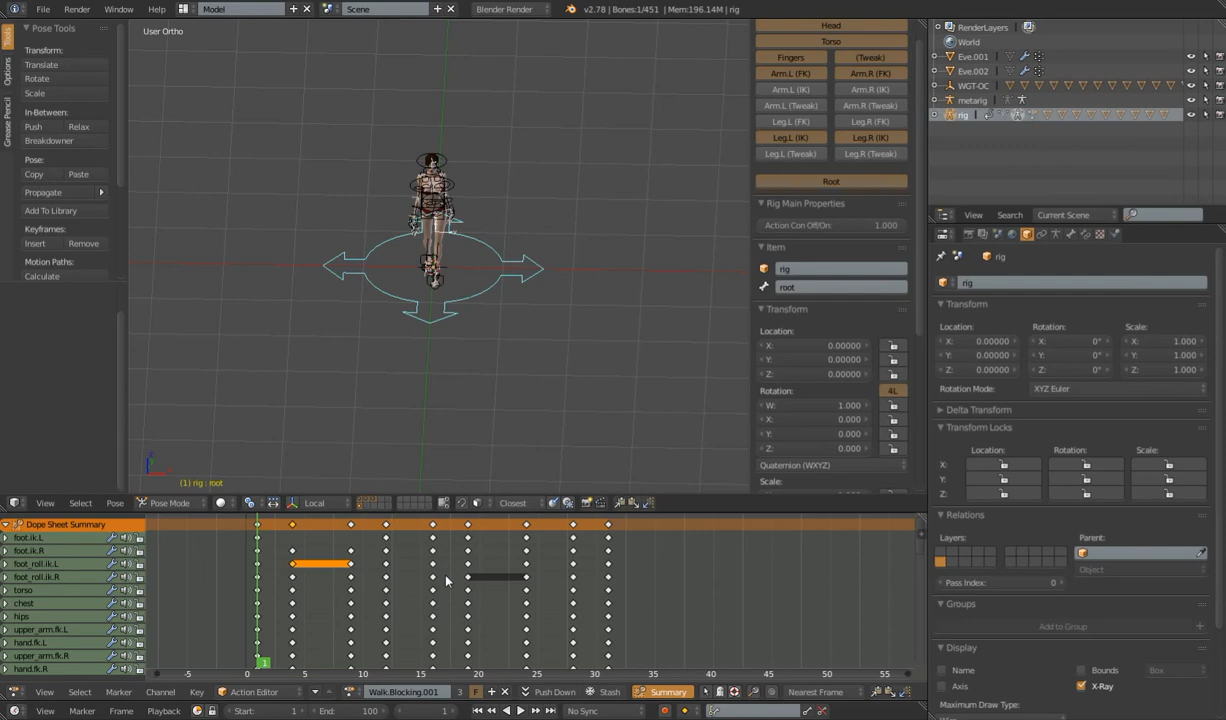 File Render Window Help Model Scene Blender Render v2.78 | Bones:1/451 | Mem:196.14M | rig
Tools
Options
Grease Pencil
Pose Tools
Transform:
Translate
Rotate
Scale
In-Between:
Push Relax
Breakdowner
Pose:
Copy Paste
Propagate
Add To Library
Keyframes:
Insert Remove
Motion Paths:
Calculate
User Ortho
(1) rig : root
Head
Torso
Fingers (Tweak)
Arm.L (FK) Arm.R (FK)
Arm.L (IK) Arm.R (IK)
Arm.L (Tweak) Arm.R (Tweak)
Leg.L (FK) Leg.R (FK)
Leg.L (IK) Leg.R (IK)
Leg.L (Tweak) Leg.R (Tweak)
Root
Rig Main Properties
Action Con Off/On: 1.000
Item
rig
root
Transform
Location:
X: 0.00000
Y: 0.00000
Z: 0.00000
Rotation: 4L
W: 1.000
X: 0.000
Y: 0.000
Z: 0.000
Quaternion (WXYZ)
Scale:
RenderLayers
World
Eve.001
Eve.002
WGT-OC
metarig
rig
View Search Current Scene
rig
rig
Transform
Location: Rotation: Scale:
X: 0.00000 X: 0° X: 1.000
Y: 0.00000 Y: 0° Y: 1.000
Z: 0.00000 Z: 0° Z: 1.000
Rotation Mode: XYZ Euler
Delta Transform
Transform Locks
Location: Rotation: Scale:
X:
Y:
Z:
Relations
Layers: Parent:
Object
Pass Index: 0
Groups
Add to Group
Display
Name Bounds Box
Axis X-Ray
Maximum Draw Type:
View Select Pose Pose Mode Local Closest
Dope Sheet Summary
foot.ik.L
foot.ik.R
foot_roll.ik.L
foot_roll.ik.R
torso
chest
hips
upper_arm.fk.L
hand.fk.L
upper_arm.fk.R
hand.fk.R
1
-5 0 5 20 25 30 35 40 45 50 55
View Select Marker Channel Key Action Editor Walk.Blocking.001 3 F Push Down Stash Summary Nearest Frame
View Marker Frame Playback Start: 1 End: 100 1 No Sync